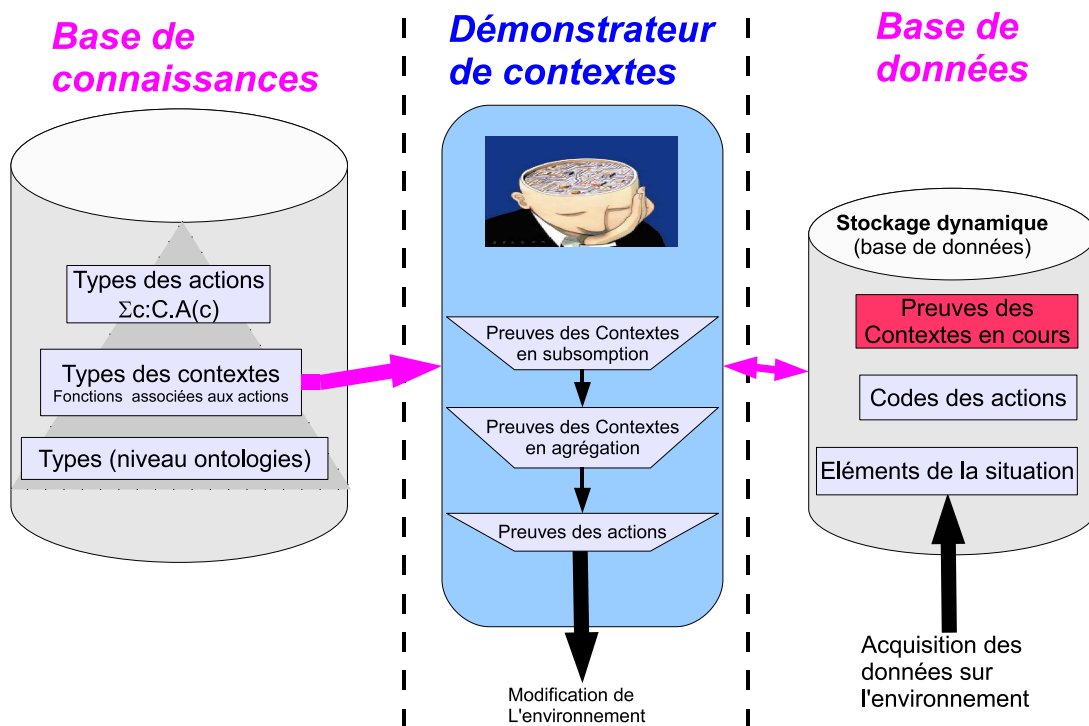 Base de
connaissances
Démonstrateur
de contextes
Base de
données
Types des actions
Σc:C.A(c)
Types des contextes
Fonctions associées aux actions
Types (niveau ontologies)
Preuves des Contextes
en subsomption
Preuves des Contextes
en agrégation
Preuves des actions
Modification de
L'environnement
Stockage dynamique
(base de données)
Preuves des
Contextes en cours
Codes des actions
Eléments de la situation
Acquisition des
données sur
l'environnement